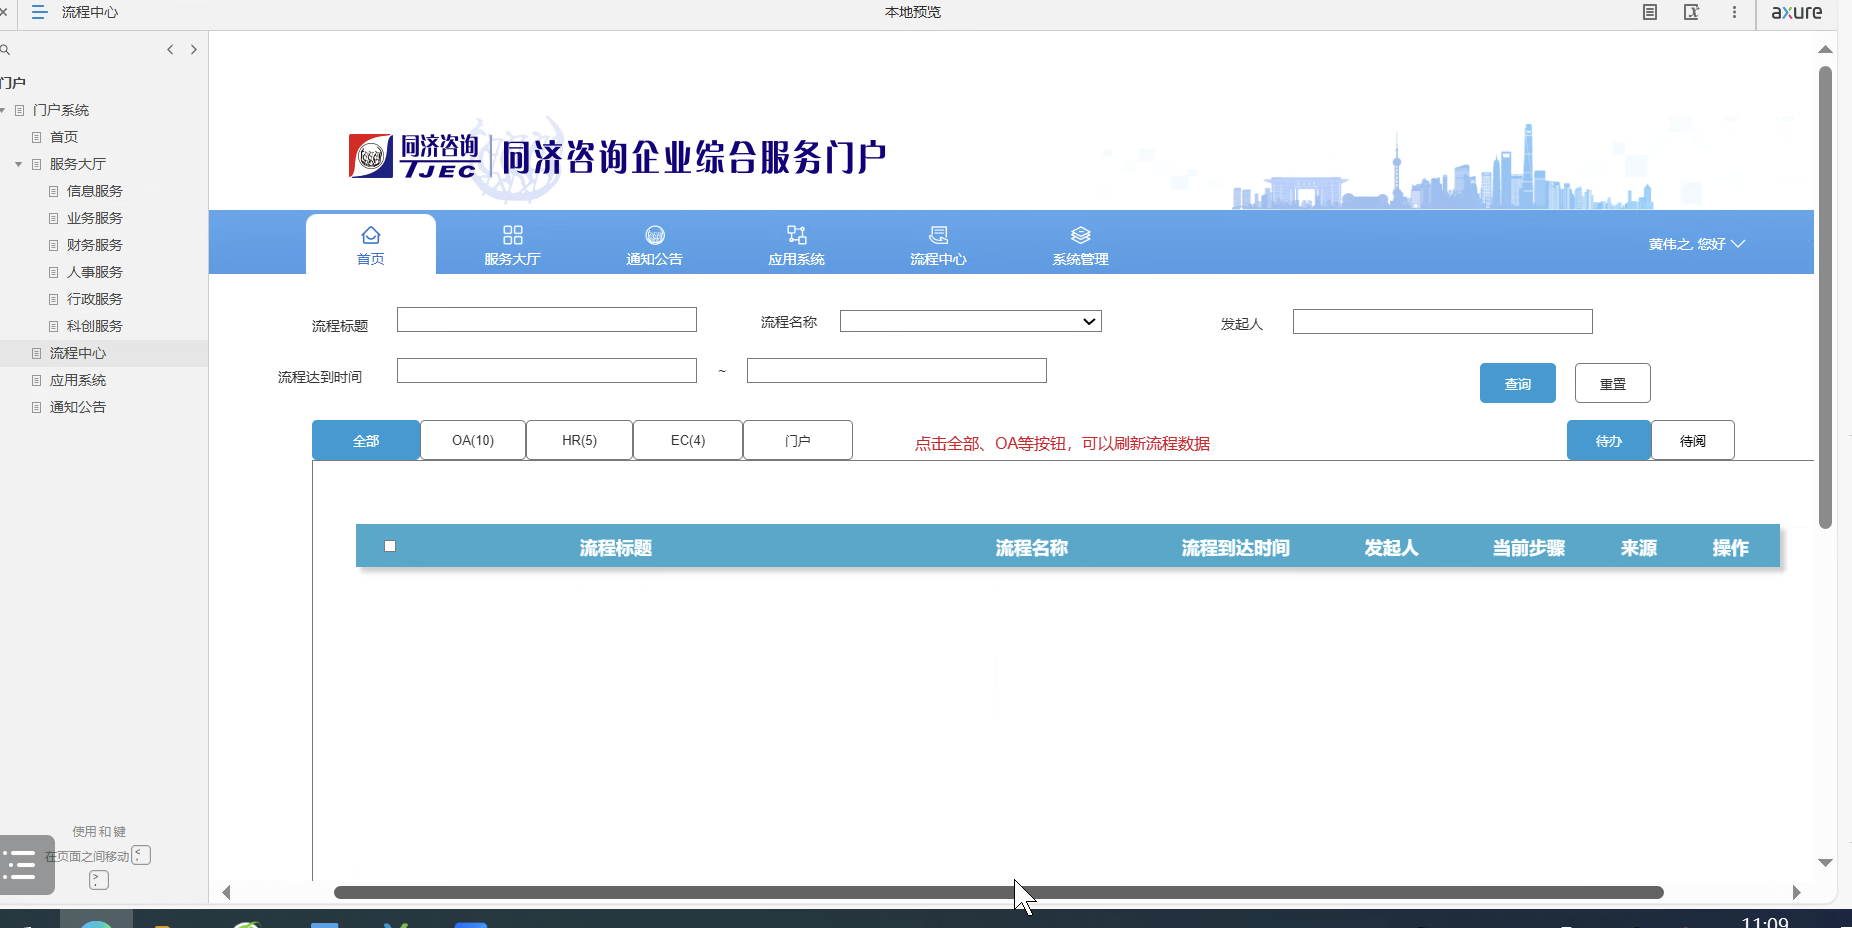 流程中心
本地预览
axure
门户
门户系统
首页
服务大厅
信息服务
业务服务
财务服务
人事服务
行政服务
科创服务
流程中心
应用系统
通知公告
使用和键
在页面之间移动
同济咨询
TJEC
同济咨询企业综合服务门户
首页
服务大厅
通知公告
应用系统
流程中心
系统管理
黄伟之, 您好
流程标题
流程名称
发起人
流程达到时间
~
查询
重置
全部
OA(10)
HR(5)
EC(4)
门户
点击全部、OA等按钮，可以刷新流程数据
待办
待阅
流程标题
流程名称
流程到达时间
发起人
当前步骤
来源
操作
11:09